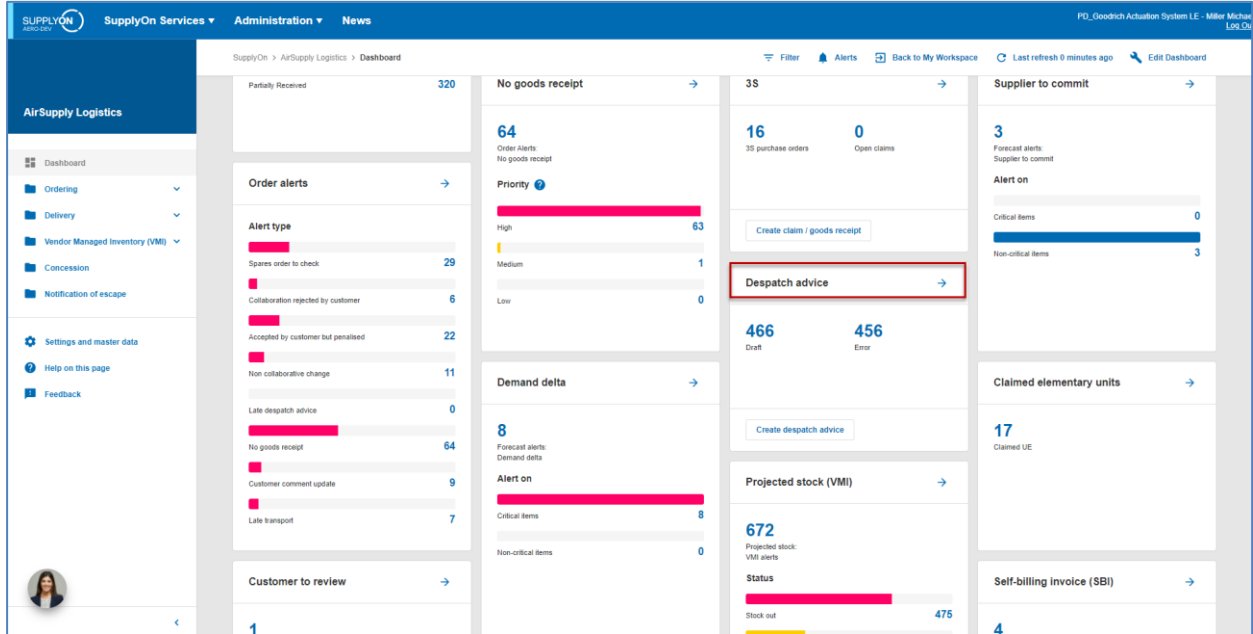 SUPPLYON
AERO-DEV
SupplyOn Services
Administration
News
PD_Goodrich Actuation System LE - Miller Michae
Log Ou
SupplyOn > AirSupply Logistics > Dashboard
Filter
Alerts
Back to My Workspace
Last refresh 0 minutes ago
Edit Dashboard
AirSupply Logistics
Dashboard
Ordering
Delivery
Vendor Managed Inventory (VMI)
Concession
Notification of escape
Settings and master data
Help on this page
Feedback
Partially Received 320
Order alerts
Alert type
Spares order to check 29
Collaboration rejected by customer 6
Accepted by customer but penalised 22
Non collaborative change 11
Late despatch advice 0
No goods receipt 64
Customer comment update 9
Late transport 7
Customer to review
1
No goods receipt
64
Order Alerts:
No goods receipt
Priority ?
High 63
Medium 1
Low 0
Demand delta
8
Forecast alerts:
Demand delta
Alert on
Critical items 8
Non-critical items 0
3S
16 0
3S purchase orders Open claims
Create claim / goods receipt
Despatch advice
466 456
Draft Error
Create despatch advice
Projected stock (VMI)
672
Projected stock:
VMI alerts
Status
Stock out 475
Supplier to commit
3
Forecast alerts:
Supplier to commit
Alert on
Critical items 0
Non-critical items 3
Claimed elementary units
17
Claimed UE
Self-billing invoice (SBI)
4